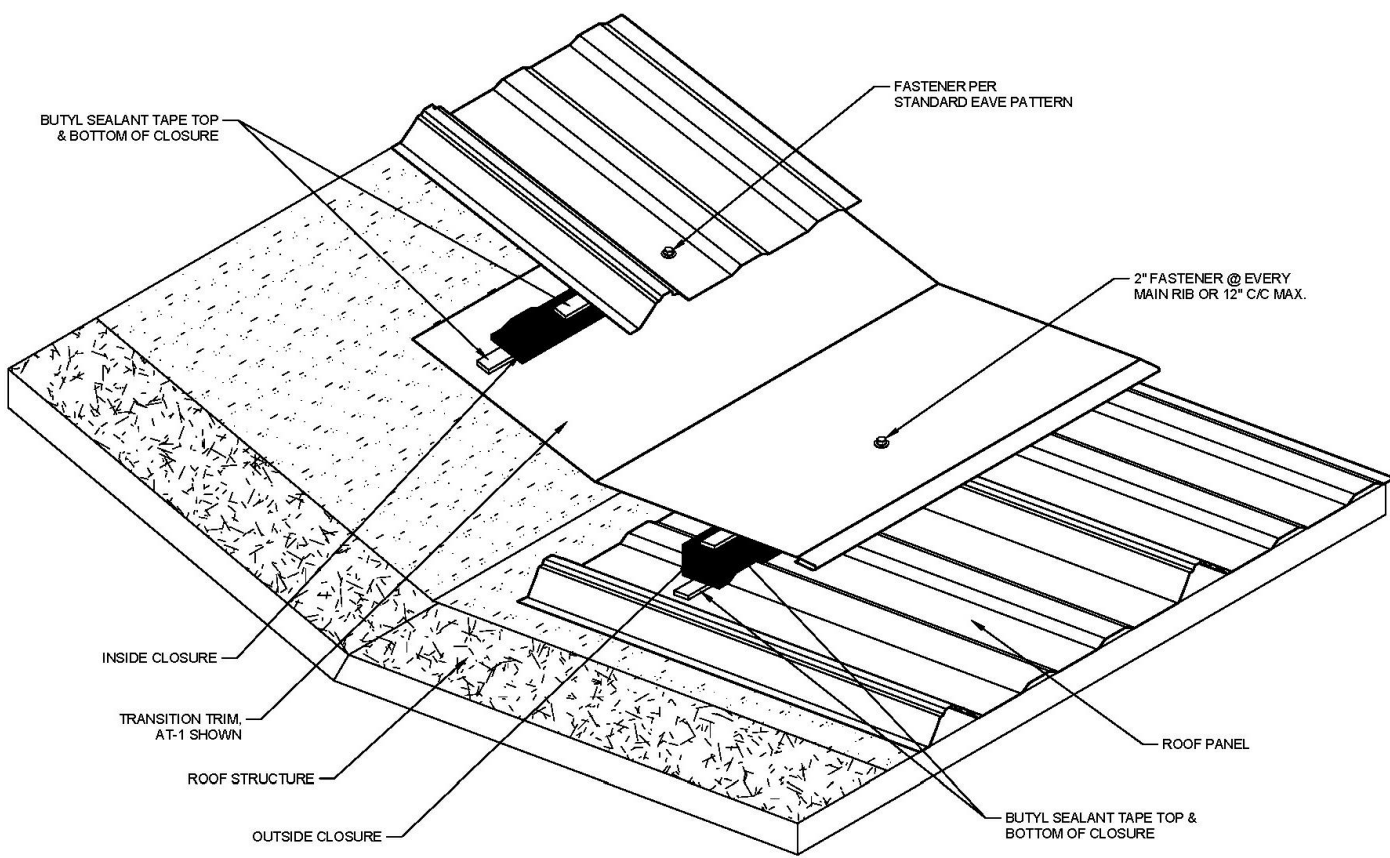 FASTENER PER
STANDARD EAVE PATTERN
BUTYL SEALANT TAPE TOP
& BOTTOM OF CLOSURE
2" FASTENER @ EVERY
MAIN RIB OR 12" C/C MAX.
INSIDE CLOSURE
TRANSITION TRIM,
AT-1 SHOWN
ROOF PANEL
ROOF STRUCTURE
BUTYL SEALANT TAPE TOP &
BOTTOM OF CLOSURE
OUTSIDE CLOSURE